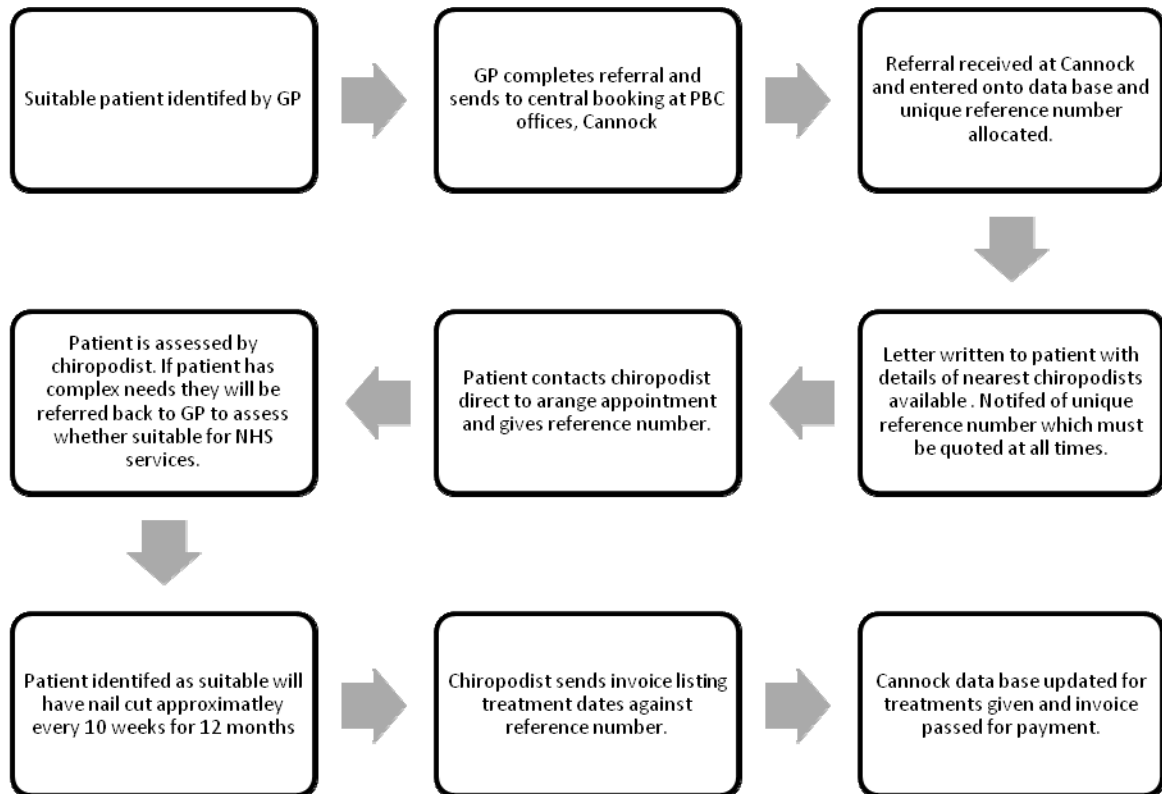 Suitable patient identifed by GP
GP completes referral and
sends to central booking at PBC
offices, Cannock
Referral received at Cannock
and entered onto data base and
unique reference number
allocated.
Letter written to patient with
details of nearest chiropodists
available . Notifed of unique
reference number which must
be quoted at all times.
Patient contacts chiropodist
direct to arange appointment
and gives reference number.
Patient is assessed by
chiropodist. If patient has
complex needs they will be
referred back to GP to assess
whether suitable for NHS
services.
Patient identifed as suitable will
have nail cut approximatley
every 10 weeks for 12 months
Chiropodist sends invoice listing
treatment dates against
reference number.
Cannock data base updated for
treatments given and invoice
passed for payment.